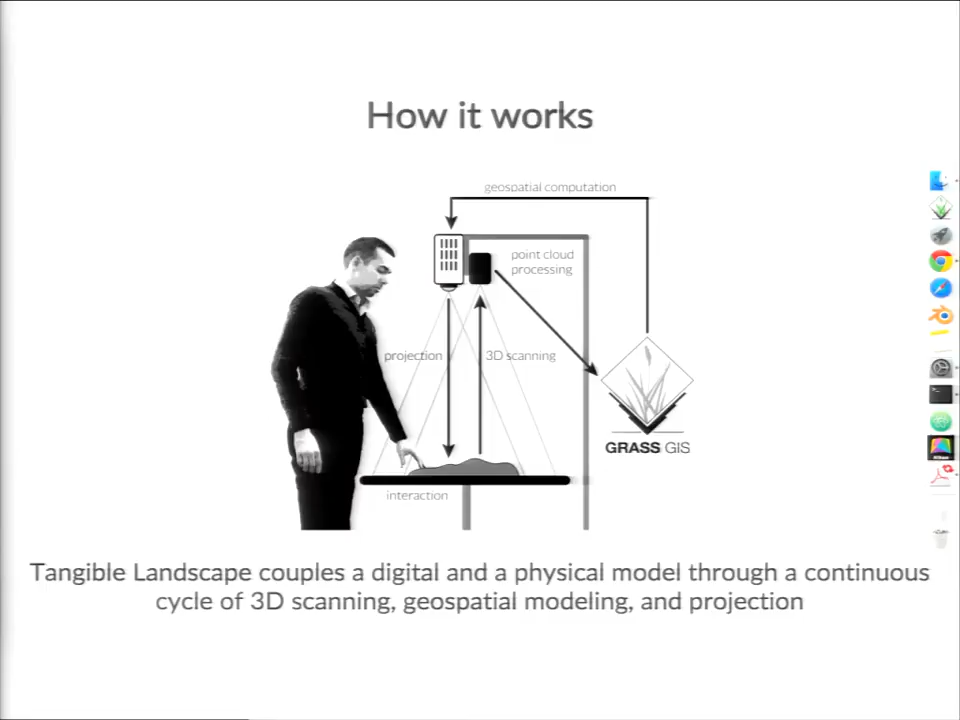 How it works
geospatial computation
point cloud
processing
projection
3D scanning
GRASS GIS
interaction
Tangible Landscape couples a digital and a physical model through a continuous
cycle of 3D scanning, geospatial modeling, and projection